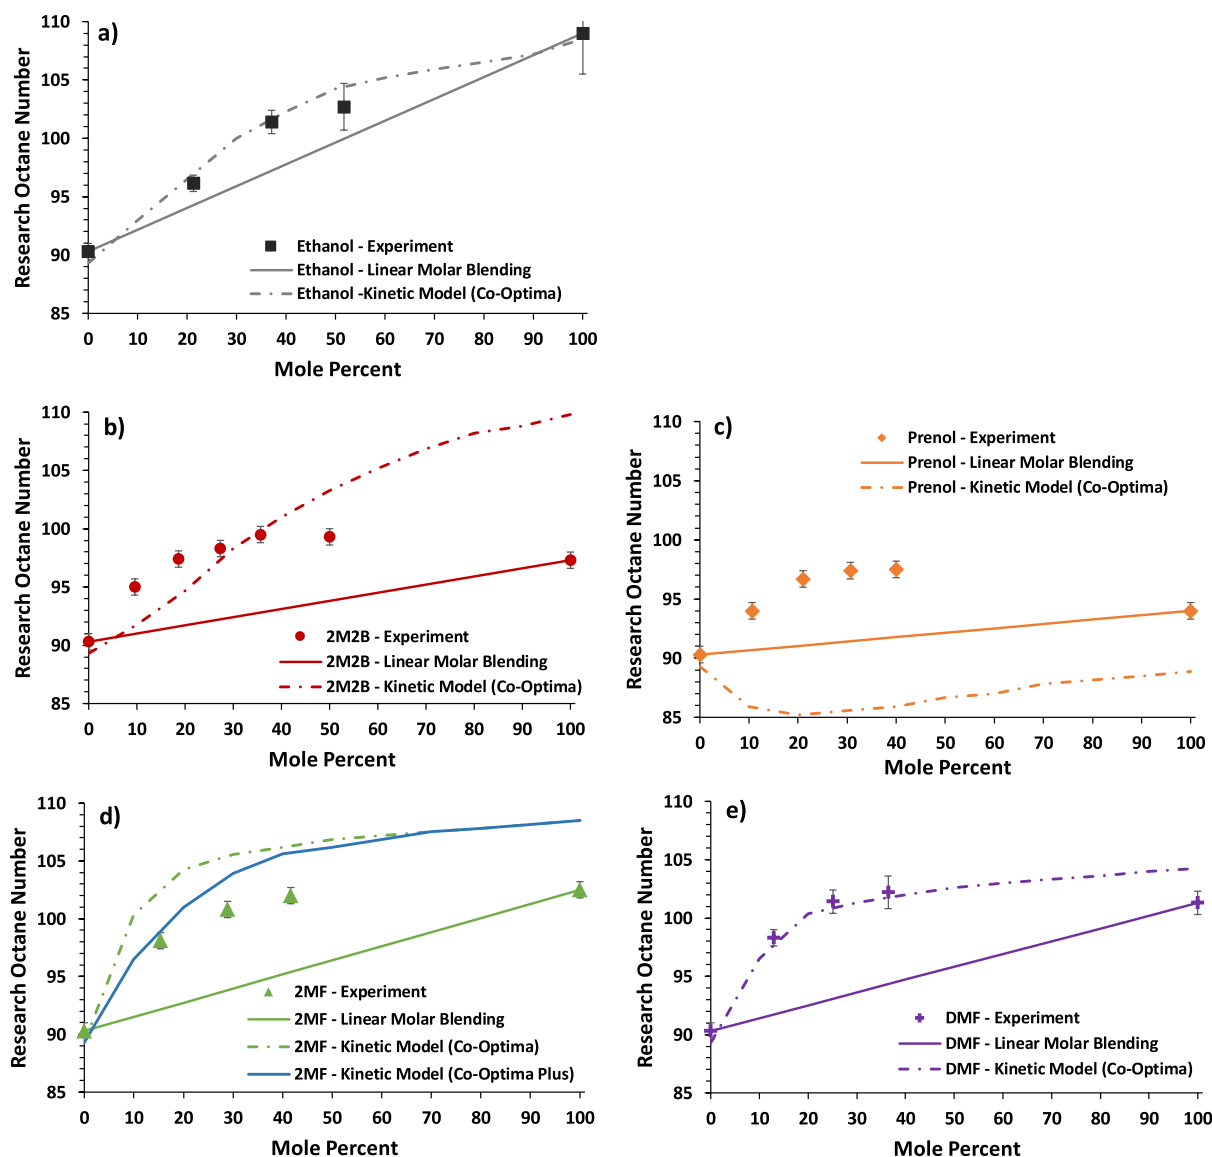 a)
Research Octane Number
110
105
100
95
90
85
Ethanol - Experiment
Ethanol - Linear Molar Blending
Ethanol -Kinetic Model (Co-Optima)
0 10 20 30 40 50 60 70 80 90 100
Mole Percent
b)
Research Octane Number
110
105
100
95
90
85
2M2B - Experiment
2M2B - Linear Molar Blending
2M2B - Kinetic Model (Co-Optima)
0 10 20 30 40 50 60 70 80 90 100
Mole Percent
c)
Research Octane Number
110
105
100
95
90
85
Prenol - Experiment
Prenol - Linear Molar Blending
Prenol - Kinetic Model (Co-Optima)
0 10 20 30 40 50 60 70 80 90 100
Mole Percent
d)
Research Octane Number
110
105
100
95
90
85
2MF - Experiment
2MF - Linear Molar Blending
2MF - Kinetic Model (Co-Optima)
2MF - Kinetic Model (Co-Optima Plus)
0 10 20 30 40 50 60 70 80 90 100
Mole Percent
e)
Research Octane Number
110
105
100
95
90
85
DMF - Experiment
DMF - Linear Molar Blending
DMF - Kinetic Model (Co-Optima)
0 10 20 30 40 50 60 70 80 90 100
Mole Percent